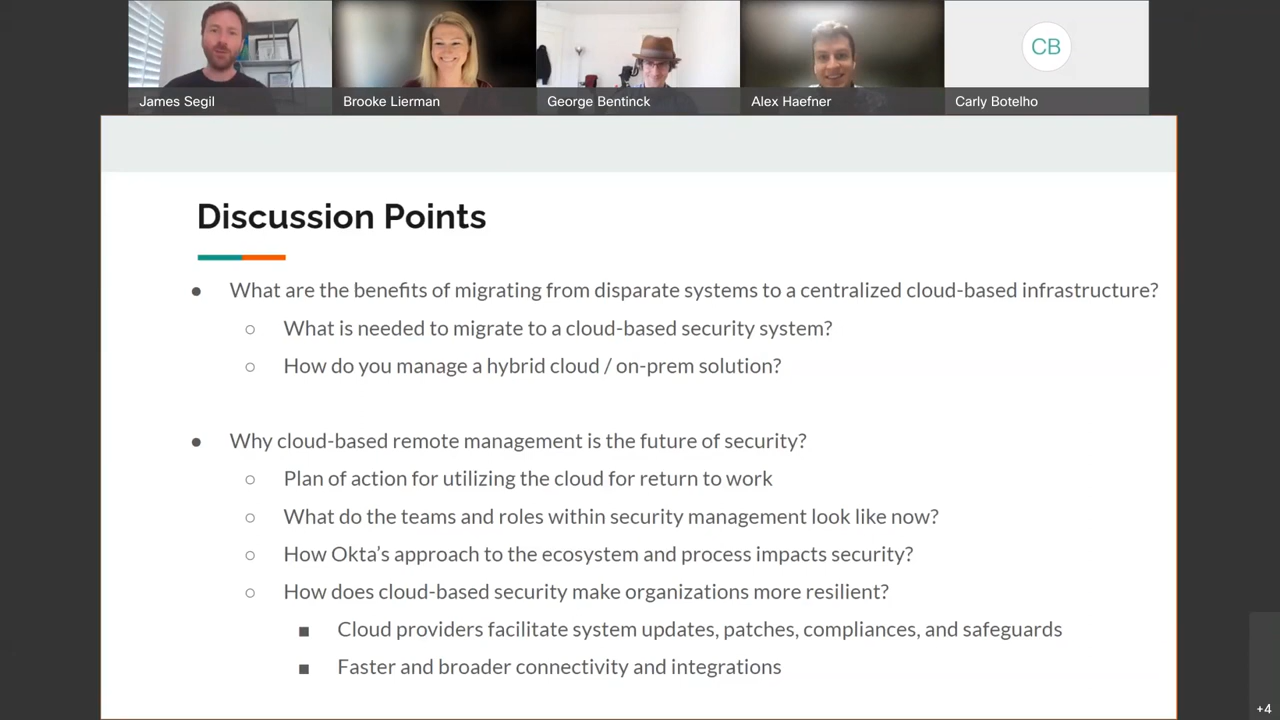 James Segil
Brooke Lierman
George Bentinck
Alex Haefner
CB
Carly Botelho
Discussion Points
● What are the benefits of migrating from disparate systems to a centralized cloud-based infrastructure?
○ What is needed to migrate to a cloud-based security system?
○ How do you manage a hybrid cloud / on-prem solution?
● Why cloud-based remote management is the future of security?
○ Plan of action for utilizing the cloud for return to work
○ What do the teams and roles within security management look like now?
○ How Okta’s approach to the ecosystem and process impacts security?
○ How does cloud-based security make organizations more resilient?
■ Cloud providers facilitate system updates, patches, compliances, and safeguards
■ Faster and broader connectivity and integrations
+4